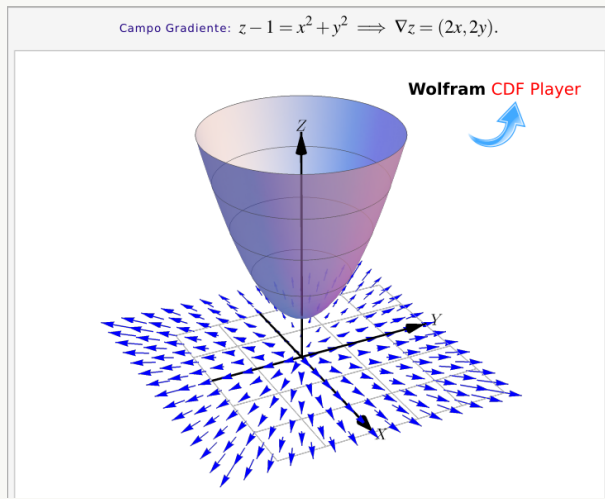 Campo Gradiente: z − 1 = x² + y² ⟹ ∇z = (2x, 2y).
Wolfram CDF Player
Z
Y
X